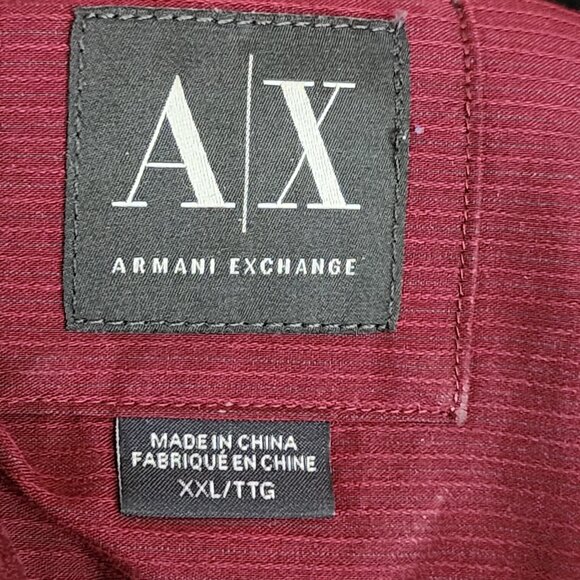 A|X
ARMANI EXCHANGE
MADE IN CHINA
FABRIQUÉ EN CHINE
XXL/TTG